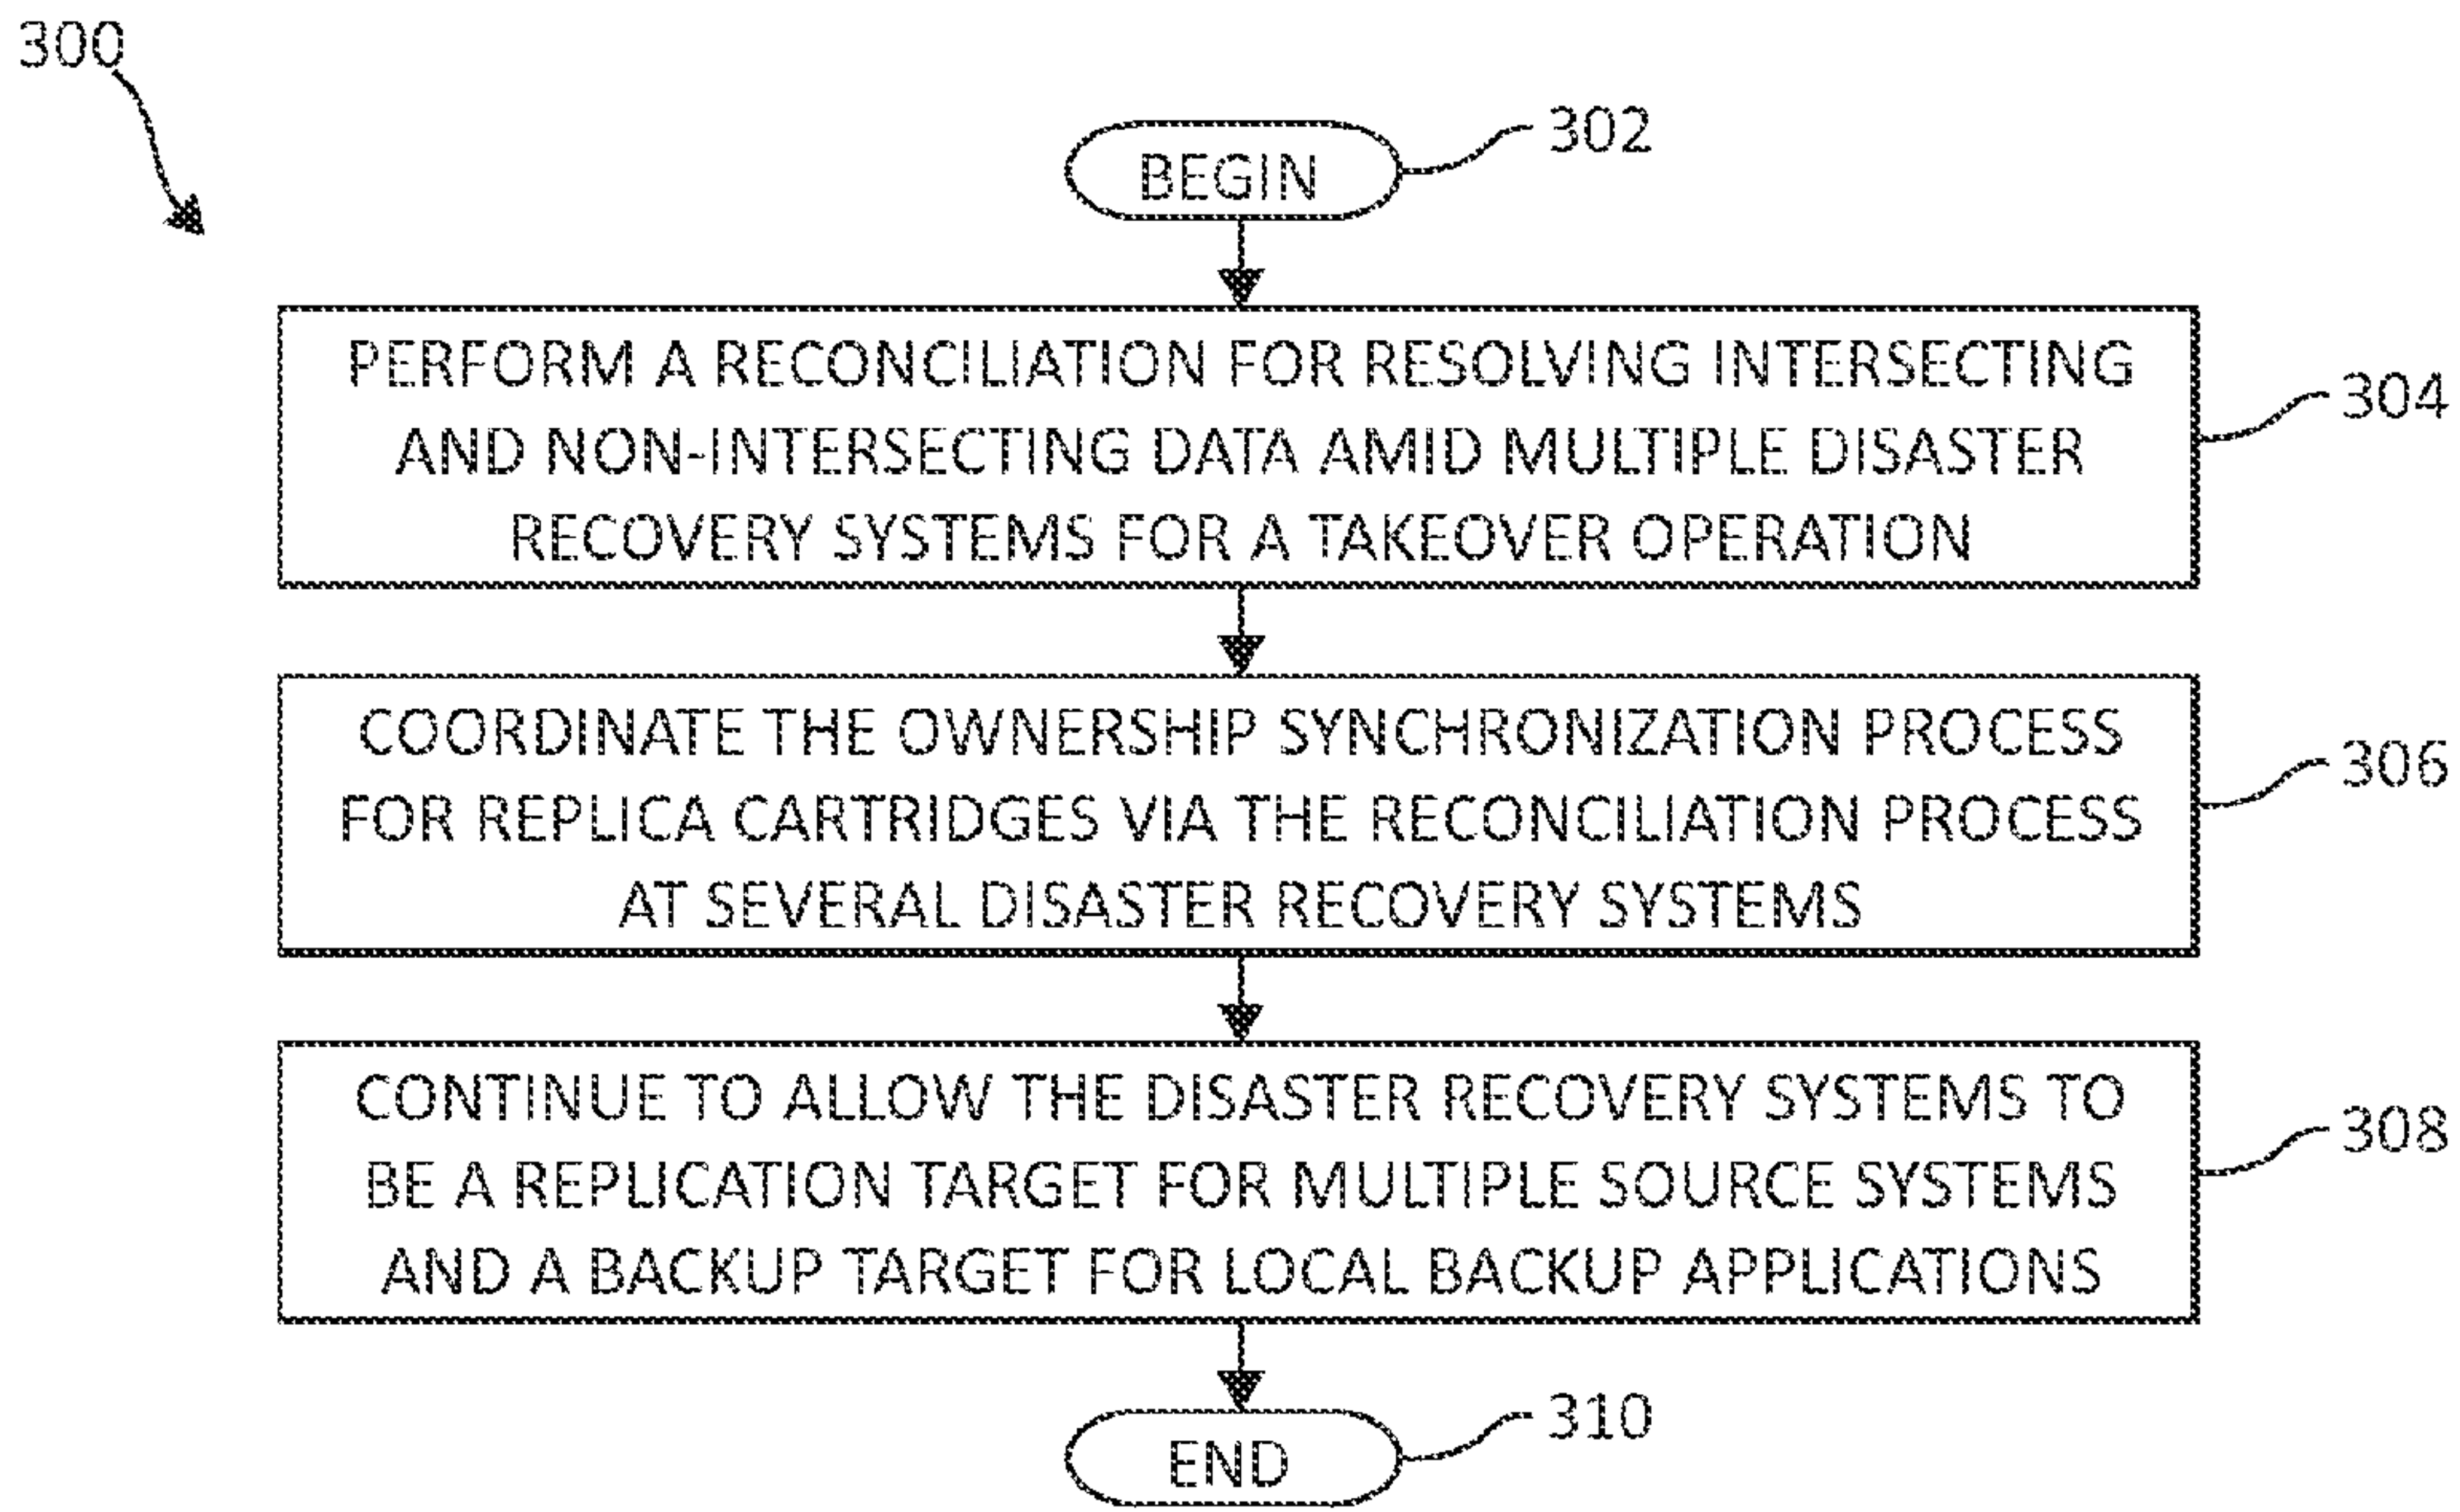 300
BEGIN
302
PERFORM A RECONCILIATION FOR RESOLVING INTERSECTING
AND NON-INTERSECTING DATA AMID MULTIPLE DISASTER
RECOVERY SYSTEMS FOR A TAKEOVER OPERATION
304
COORDINATE THE OWNERSHIP SYNCHRONIZATION PROCESS
FOR REPLICA CARTRIDGES VIA THE RECONCILIATION PROCESS
AT SEVERAL DISASTER RECOVERY SYSTEMS
306
CONTINUE TO ALLOW THE DISASTER RECOVERY SYSTEMS TO
BE A REPLICATION TARGET FOR MULTIPLE SOURCE SYSTEMS
AND A BACKUP TARGET FOR LOCAL BACKUP APPLICATIONS
308
END
310